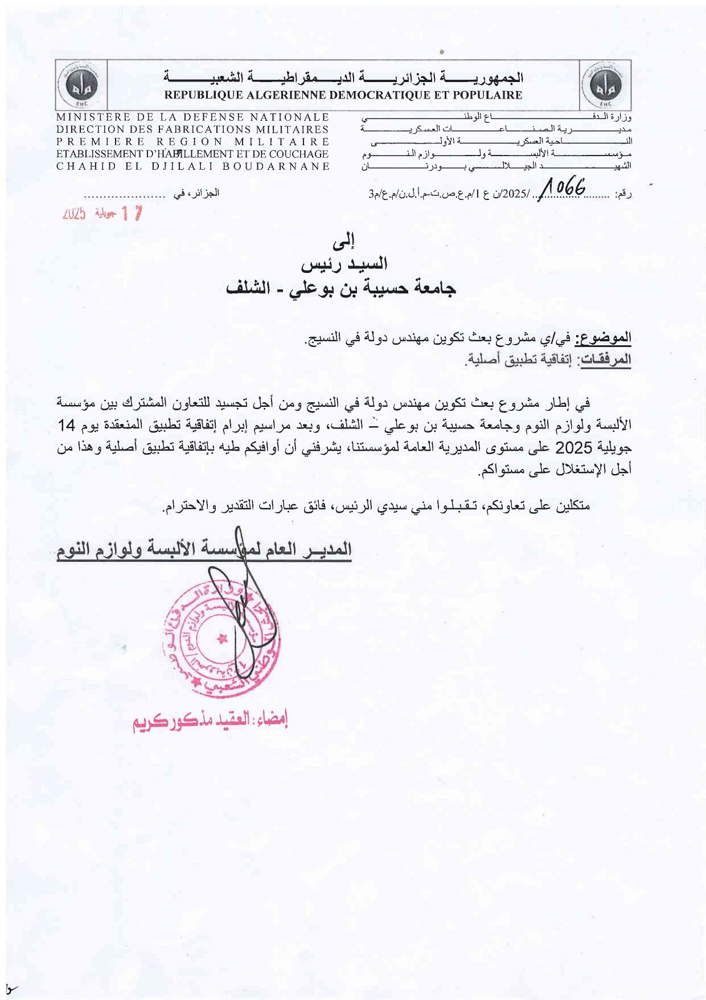 الجمهوريـــة الجزائريـــة الديـــمقراطيـــة الشعبيـــة
REPUBLIQUE ALGERIENNE DEMOCRATIQUE ET POPULAIRE
EHC
EHC
MINISTERE DE LA DEFENSE NATIONALE
DIRECTION DES FABRICATIONS MILITAIRES
PREMIERE REGION MILITAIRE
ETABLISSEMENT D'HABILLEMENT ET DE COUCHAGE
CHAHID EL DJILALI BOUDARNANE
وزارة الدفـــاع الوطنـــي
مديـــرية الصنـــاعـــات العسكريـــة
النـــاحية العسكريـــة الأولـــى
مؤسســـة الألبســـة ولـــوازم النـــوم
الشهيـــد الجيـــلالـــي بـــودرنـــان
رقم: ........1066......../2025/ن ع 1/م.ع.ص.ت-م.أ.ل.ن/م.ع/م3
الجزائر، في .....................
17 جويلية 2025
إلى
السيد رئيس
جامعة حسيبة بن بوعلي - الشلف
الموضوع: في/ي مشروع بعث تكوين مهندس دولة في النسيج.
المرفقات: إتفاقية تطبيق أصلية.
في إطار مشروع بعث تكوين مهندس دولة في النسيج ومن أجل تجسيد للتعاون المشترك بين مؤسسة
الألبسة ولوازم النوم وجامعة حسيبة بن بوعلي – الشلف، وبعد مراسيم إبرام إتفاقية تطبيق المنعقدة يوم 14
جويلية 2025 على مستوى المديرية العامة لمؤسستنا، يشرفني أن أوافيكم طيه بإتفاقية تطبيق أصلية وهذا من
أجل الإستغلال على مستواكم.
متكلين على تعاونكم، تـقـبـلـوا مني سيدي الرئيس، فائق عبارات التقدير والاحترام.
المديـر العام لمؤسسة الألبسة ولوازم النوم
وزارة الدفاع الوطني
إمضاء: العقيد مذكور كريم